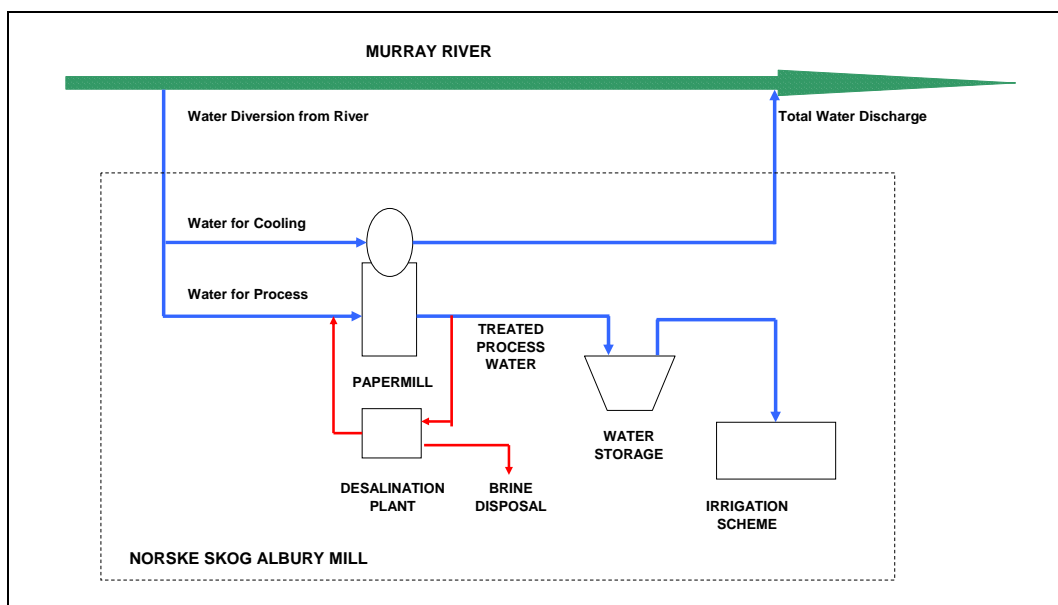 MURRAY RIVER
Water Diversion from River
Total Water Discharge
Water for Cooling
Water for Process
TREATED
PROCESS
WATER
PAPERMILL
WATER
STORAGE
DESALINATION
PLANT
BRINE
DISPOSAL
IRRIGATION
SCHEME
NORSKE SKOG ALBURY MILL